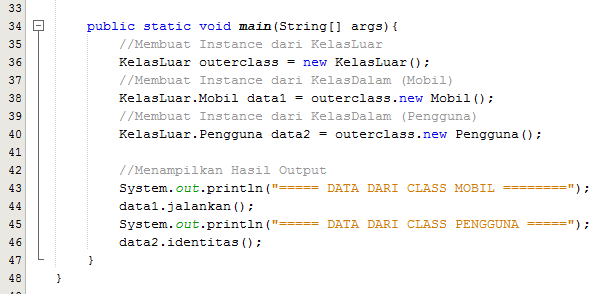 33
34 public static void main(String[] args){
35 //Membuat Instance dari KelasLuar
36 KelasLuar outerclass = new KelasLuar();
37 //Membuat Instance dari KelasDalam (Mobil)
38 KelasLuar.Mobil data1 = outerclass.new Mobil();
39 //Membuat Instance dari KelasDalam (Pengguna)
40 KelasLuar.Pengguna data2 = outerclass.new Pengguna();
41
42 //Menampilkan Hasil Output
43 System.out.println("===== DATA DARI CLASS MOBIL ========");
44 data1.jalankan();
45 System.out.println("===== DATA DARI CLASS PENGGUNA =====");
46 data2.identitas();
47 }
48 }